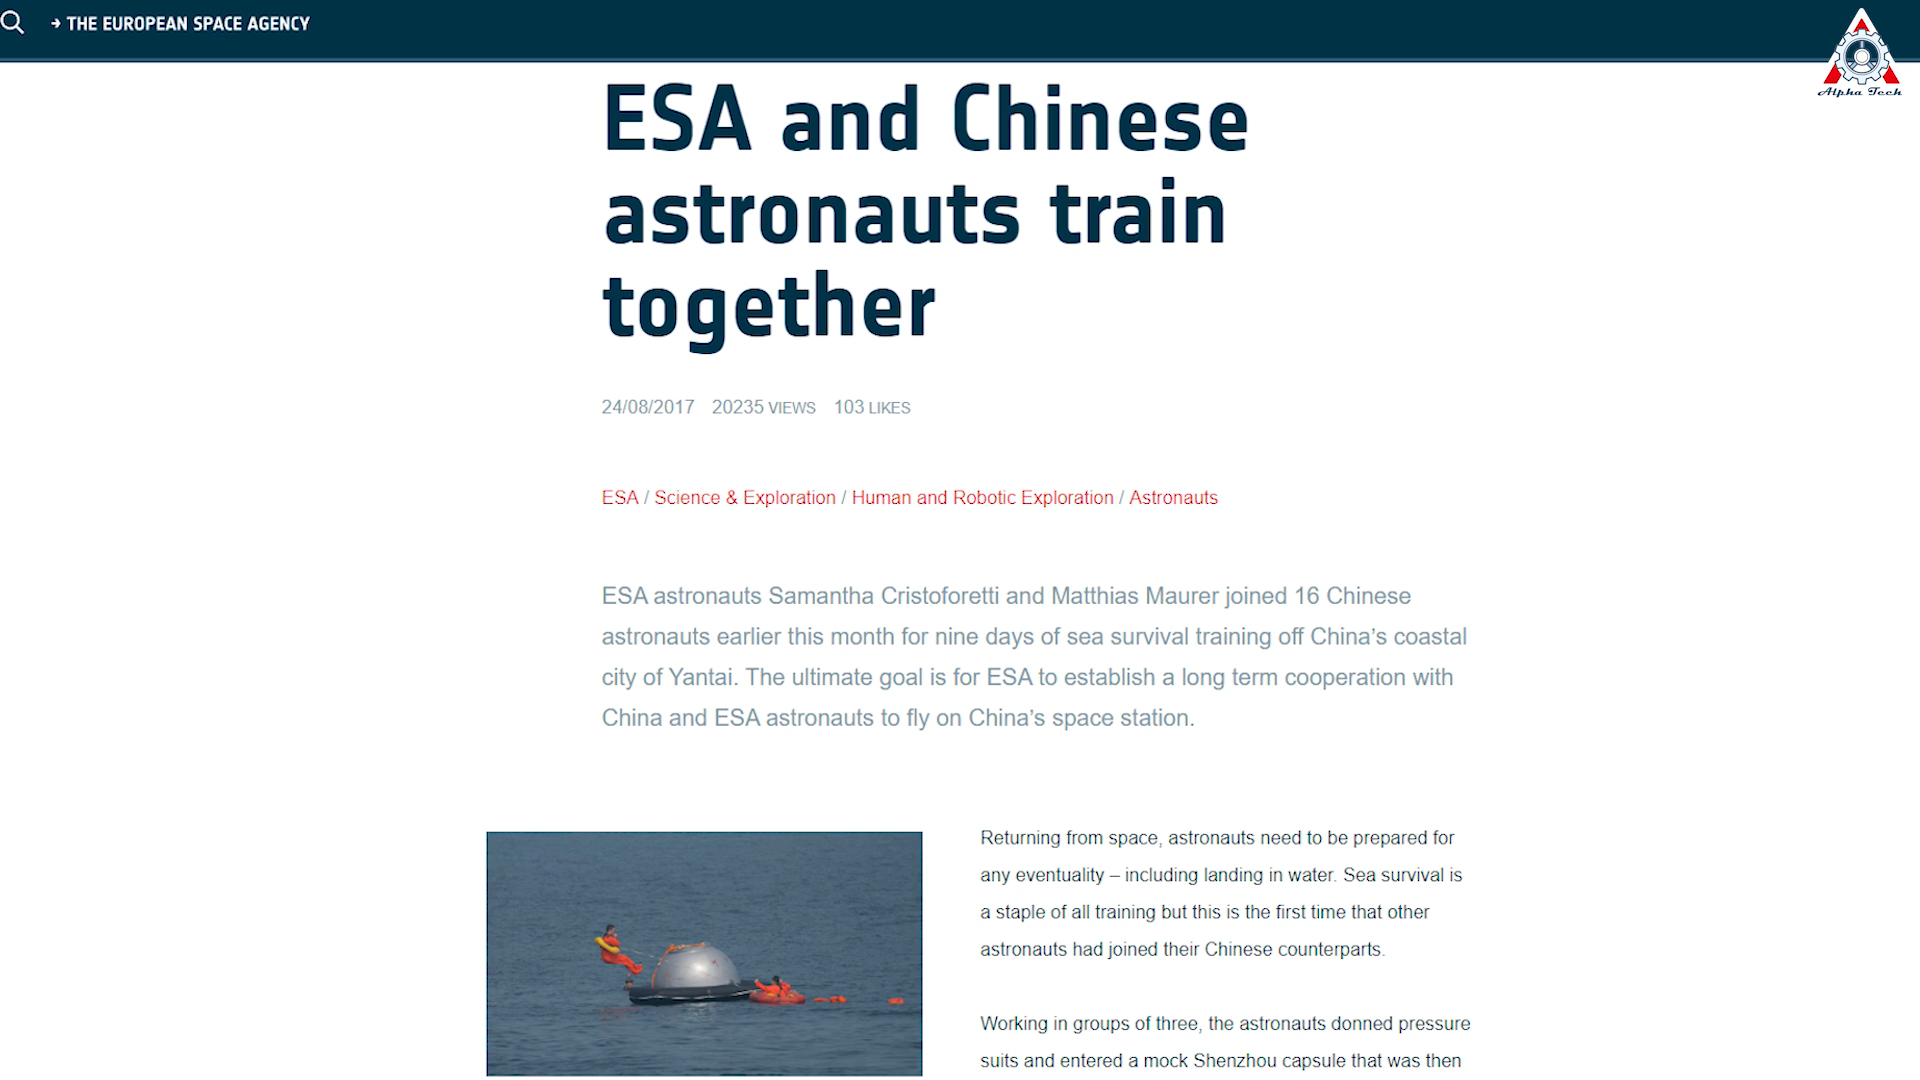 → THE EUROPEAN SPACE AGENCY
Alpha Tech
ESA and Chinese
astronauts train
together
24/08/2017 20235 VIEWS 103 LIKES
ESA / Science & Exploration / Human and Robotic Exploration / Astronauts
ESA astronauts Samantha Cristoforetti and Matthias Maurer joined 16 Chinese
astronauts earlier this month for nine days of sea survival training off China’s coastal
city of Yantai. The ultimate goal is for ESA to establish a long term cooperation with
China and ESA astronauts to fly on China’s space station.
Returning from space, astronauts need to be prepared for
any eventuality – including landing in water. Sea survival is
a staple of all training but this is the first time that other
astronauts had joined their Chinese counterparts.
Working in groups of three, the astronauts donned pressure
suits and entered a mock Shenzhou capsule that was then